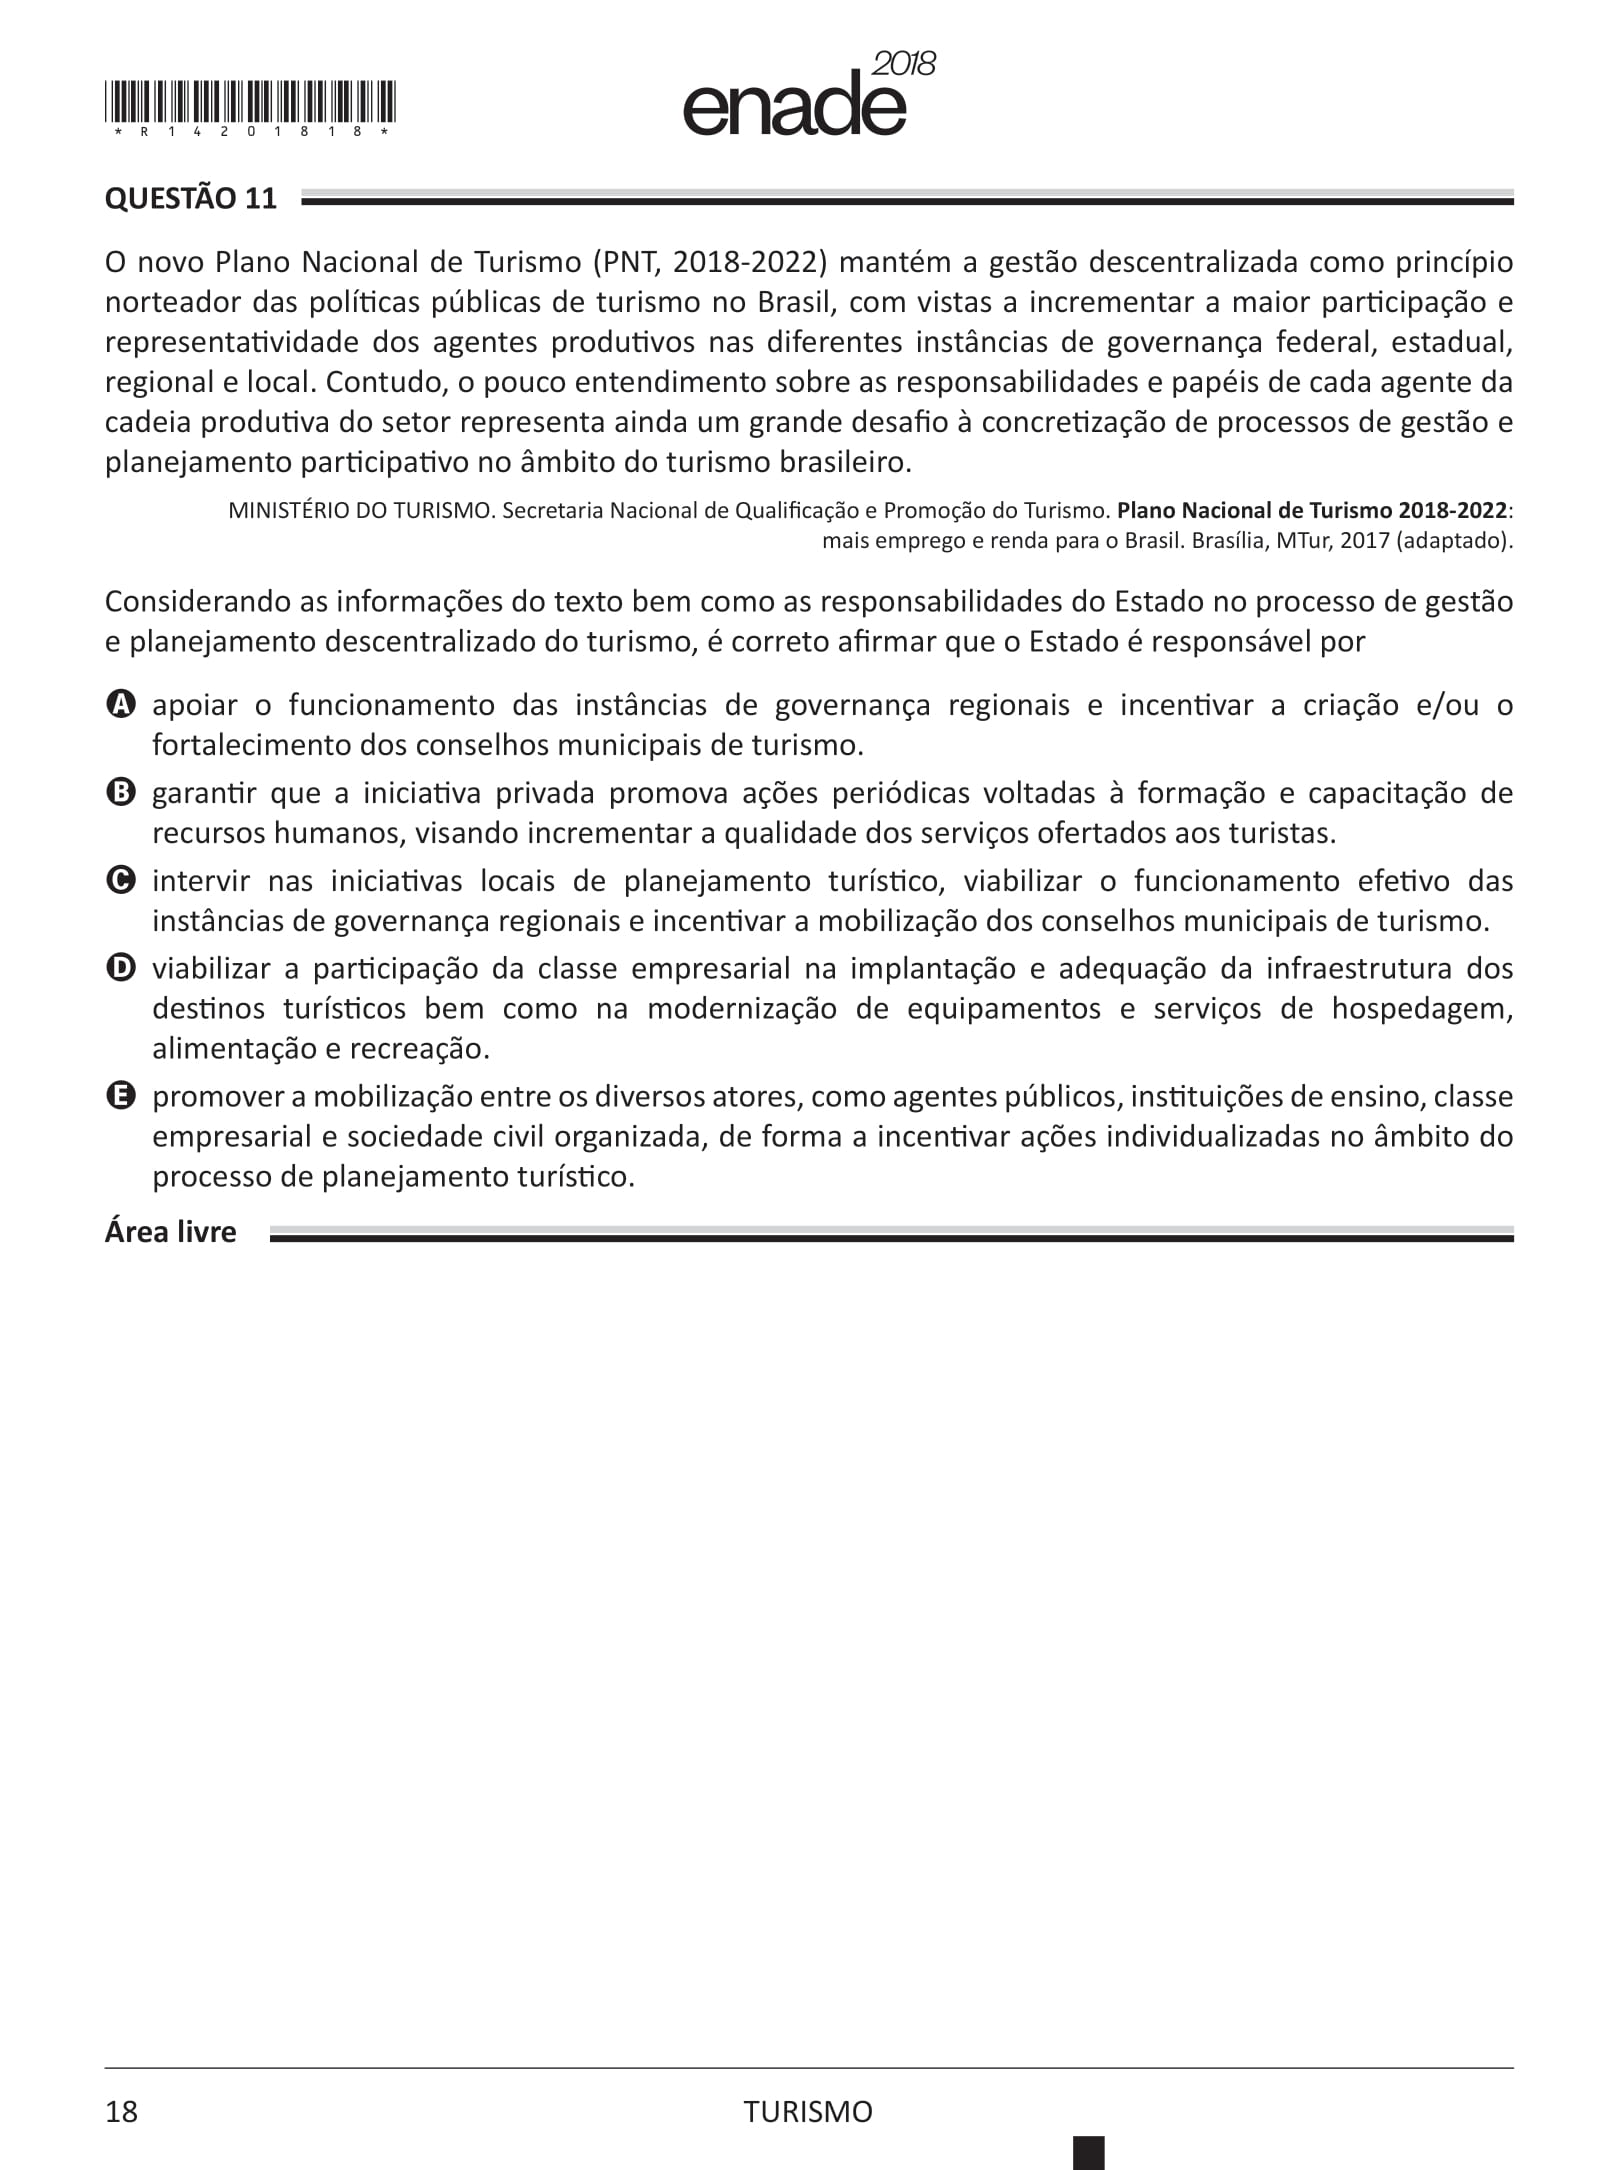 *R14201818*
enade 2018
QUESTÃO 11
O novo Plano Nacional de Turismo (PNT, 2018-2022) mantém a gestão descentralizada como princípio
norteador das políticas públicas de turismo no Brasil, com vistas a incrementar a maior participação e
representatividade dos agentes produtivos nas diferentes instâncias de governança federal, estadual,
regional e local. Contudo, o pouco entendimento sobre as responsabilidades e papéis de cada agente da
cadeia produtiva do setor representa ainda um grande desafio à concretização de processos de gestão e
planejamento participativo no âmbito do turismo brasileiro.
MINISTÉRIO DO TURISMO. Secretaria Nacional de Qualificação e Promoção do Turismo. Plano Nacional de Turismo 2018-2022:
mais emprego e renda para o Brasil. Brasília, MTur, 2017 (adaptado).
Considerando as informações do texto bem como as responsabilidades do Estado no processo de gestão
e planejamento descentralizado do turismo, é correto afirmar que o Estado é responsável por
A apoiar o funcionamento das instâncias de governança regionais e incentivar a criação e/ou o
fortalecimento dos conselhos municipais de turismo.
B garantir que a iniciativa privada promova ações periódicas voltadas à formação e capacitação de
recursos humanos, visando incrementar a qualidade dos serviços ofertados aos turistas.
C intervir nas iniciativas locais de planejamento turístico, viabilizar o funcionamento efetivo das
instâncias de governança regionais e incentivar a mobilização dos conselhos municipais de turismo.
D viabilizar a participação da classe empresarial na implantação e adequação da infraestrutura dos
destinos turísticos bem como na modernização de equipamentos e serviços de hospedagem,
alimentação e recreação.
E promover a mobilização entre os diversos atores, como agentes públicos, instituições de ensino, classe
empresarial e sociedade civil organizada, de forma a incentivar ações individualizadas no âmbito do
processo de planejamento turístico.
Área livre
18
TURISMO